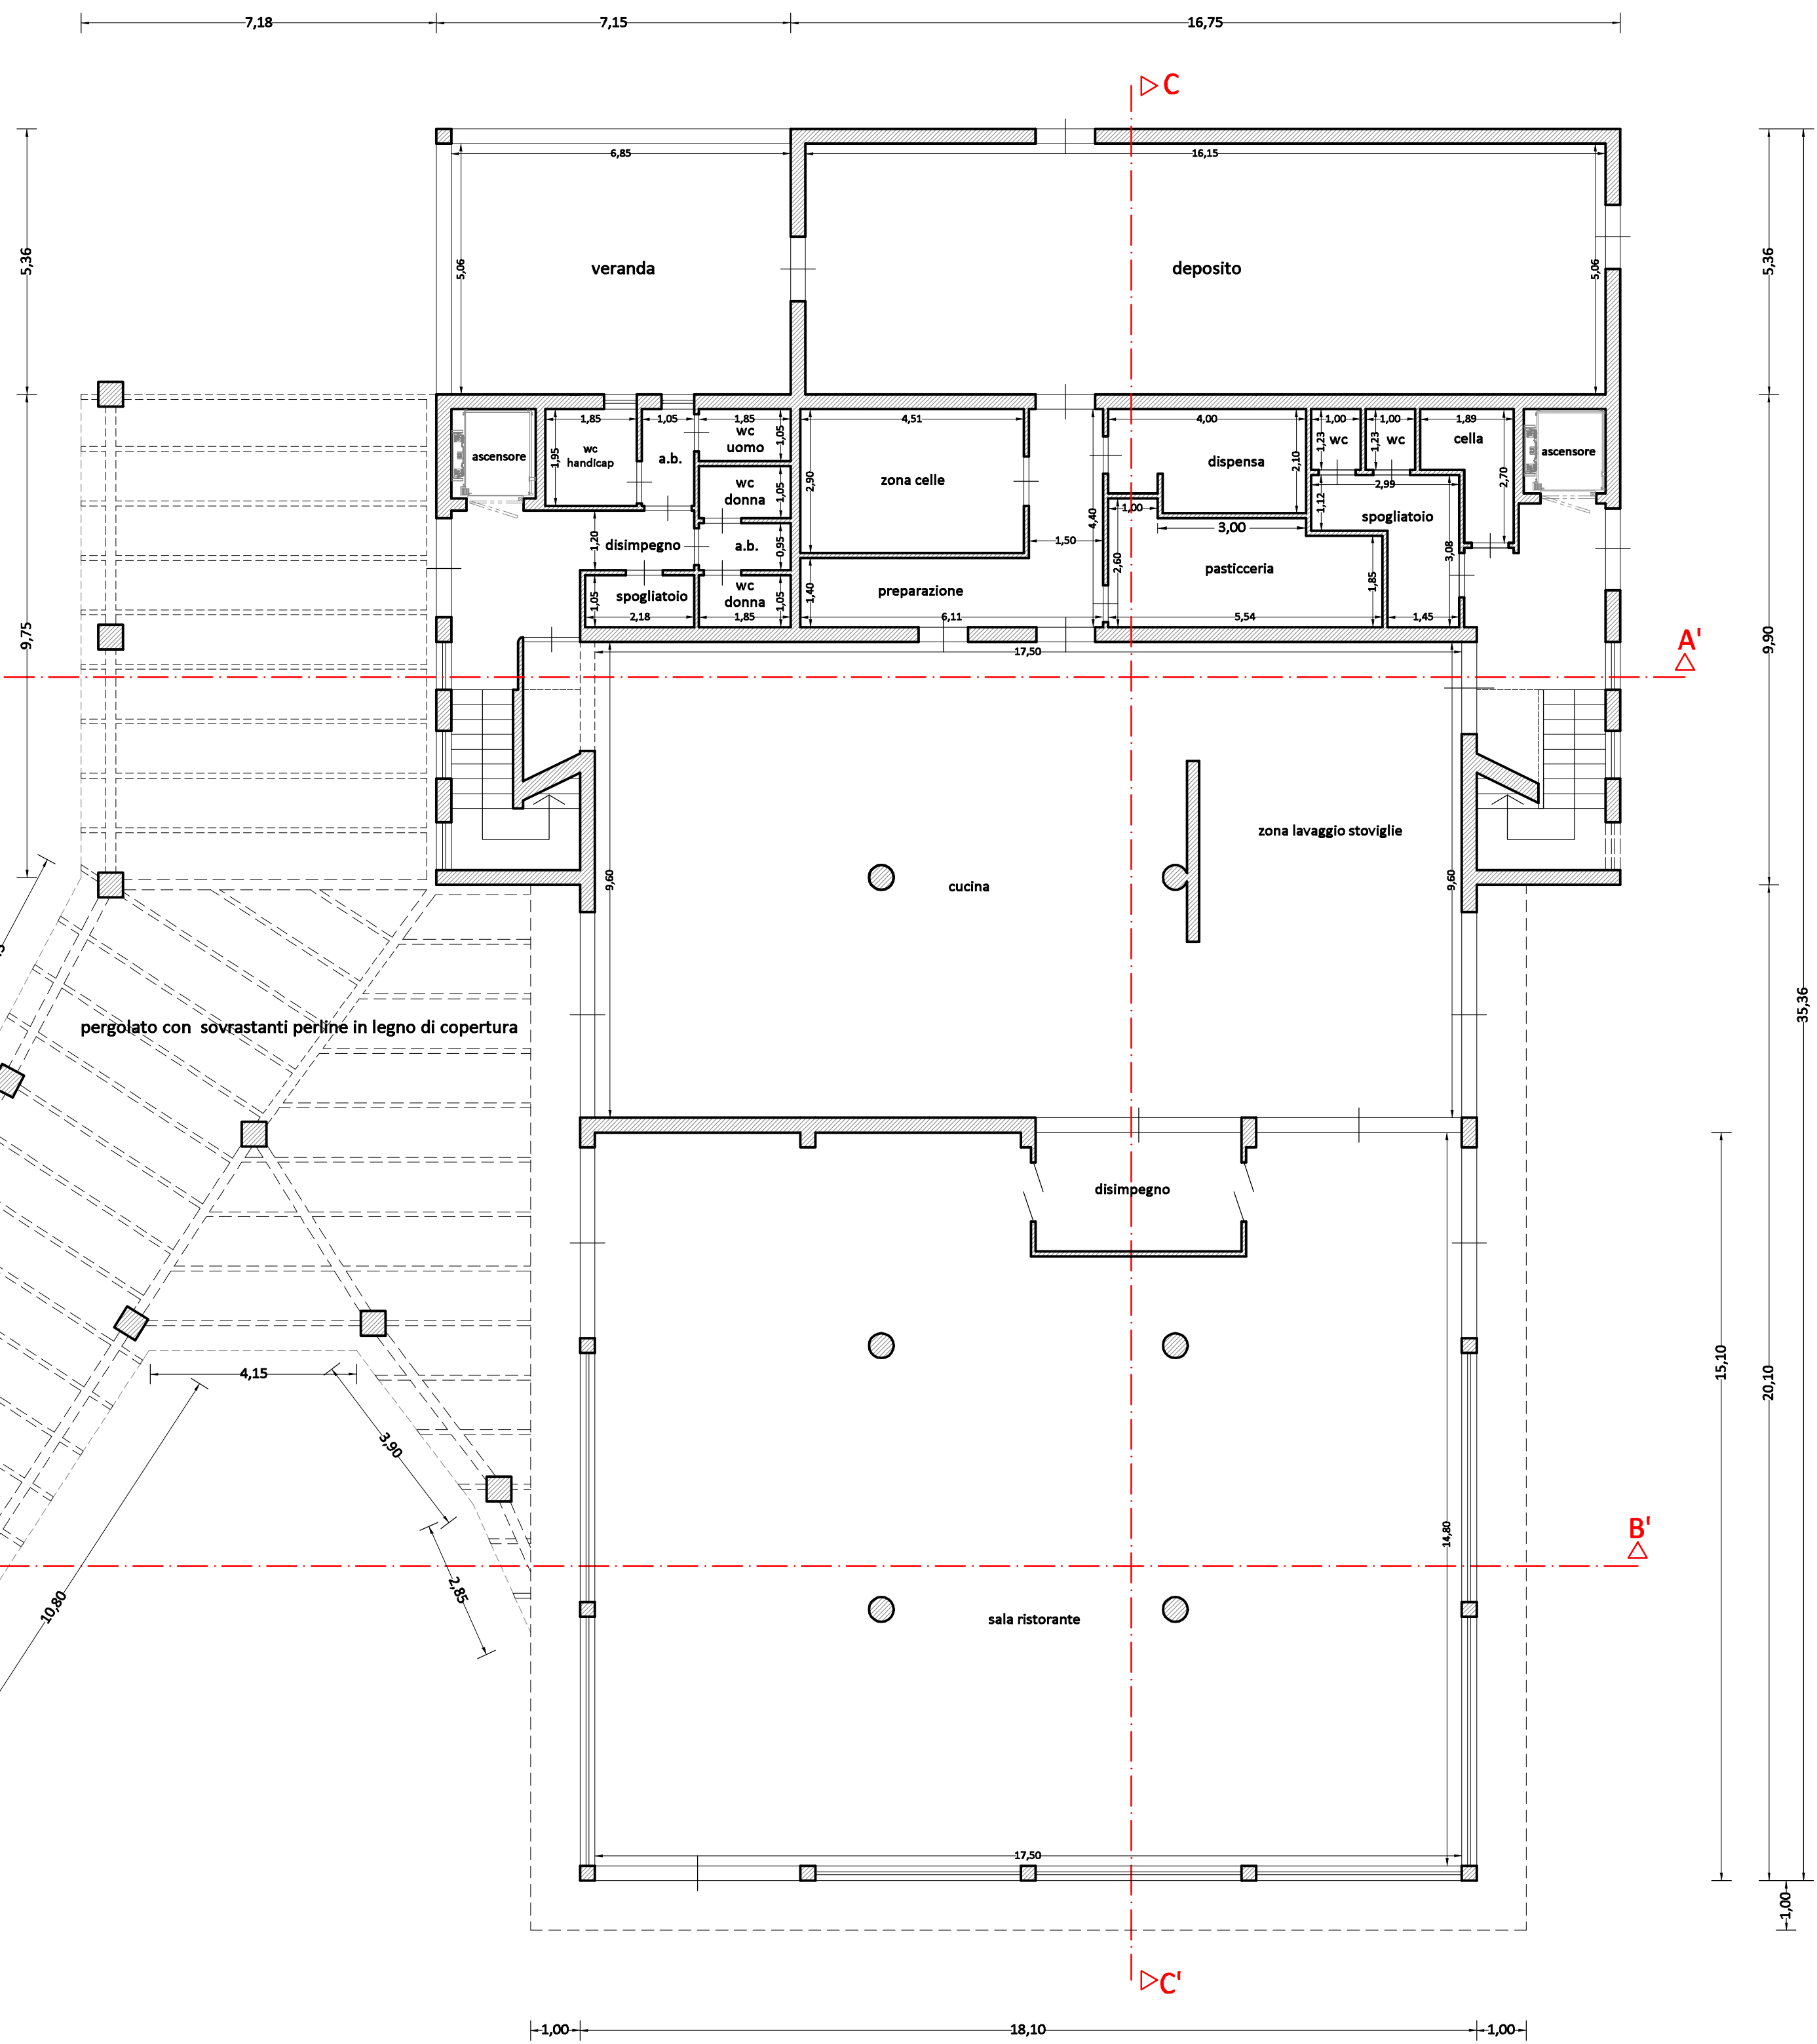 7,18
7,15
16,75
C
6,85
16,15
5,36
5,06
veranda
deposito
5,06
5,36
1,85
1,05
1,85
4,51
4,00
1,00
1,00
1,89
ascensore
1,95
wc
handicap
a.b.
wc
uomo
1,05
2,90
zona celle
dispensa
2,10
1,23
wc
1,23
wc
cella
2,70
ascensore
wc
donna
1,05
4,40
1,00
3,00
2,99
1,12
spogliatoio
1,20
disimpegno
a.b.
0,95
1,50
2,60
pasticceria
1,85
3,08
1,05
spogliatoio
2,18
wc
donna
1,85
1,05
1,40
preparazione
6,11
5,54
1,45
9,75
9,90
A'
17,50
9,60
cucina
zona lavaggio stoviglie
9,60
pergolato con sovrastanti perline in legno di copertura
35,36
disimpegno
4,15
3,90
15,10
20,10
14,80
B'
10,80
2,85
sala ristorante
17,50
1,00
C'
1,00
18,10
1,00